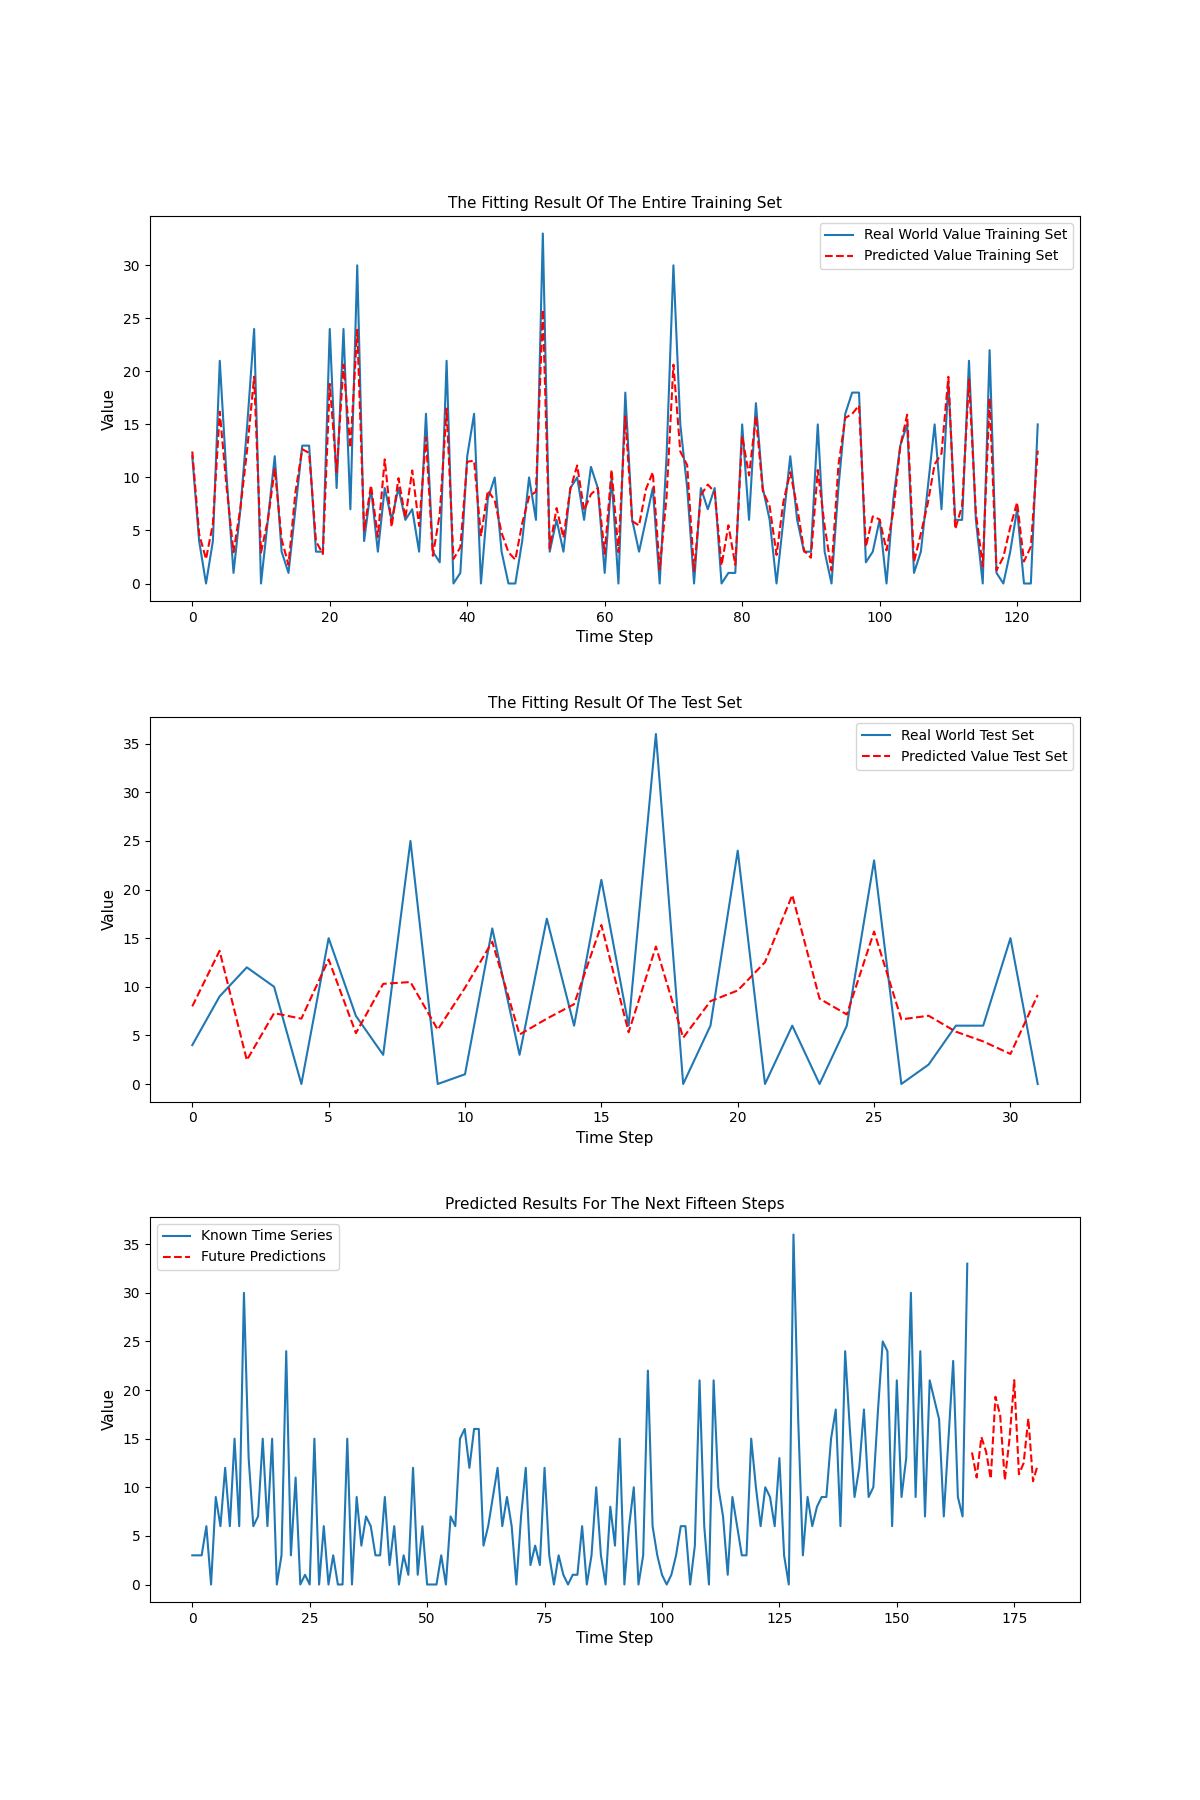 The Fitting Result Of The Entire Training Set
Real World Value Training Set
Predicted Value Training Set
Value
30
25
20
15
10
5
0
0 20 40 60 80 100 120
Time Step
The Fitting Result Of The Test Set
Real World Test Set
Predicted Value Test Set
Value
35
30
25
20
15
10
5
0
0 5 10 15 20 25 30
Time Step
Predicted Results For The Next Fifteen Steps
Known Time Series
Future Predictions
Value
35
30
25
20
15
10
5
0
0 25 50 75 100 125 150 175
Time Step